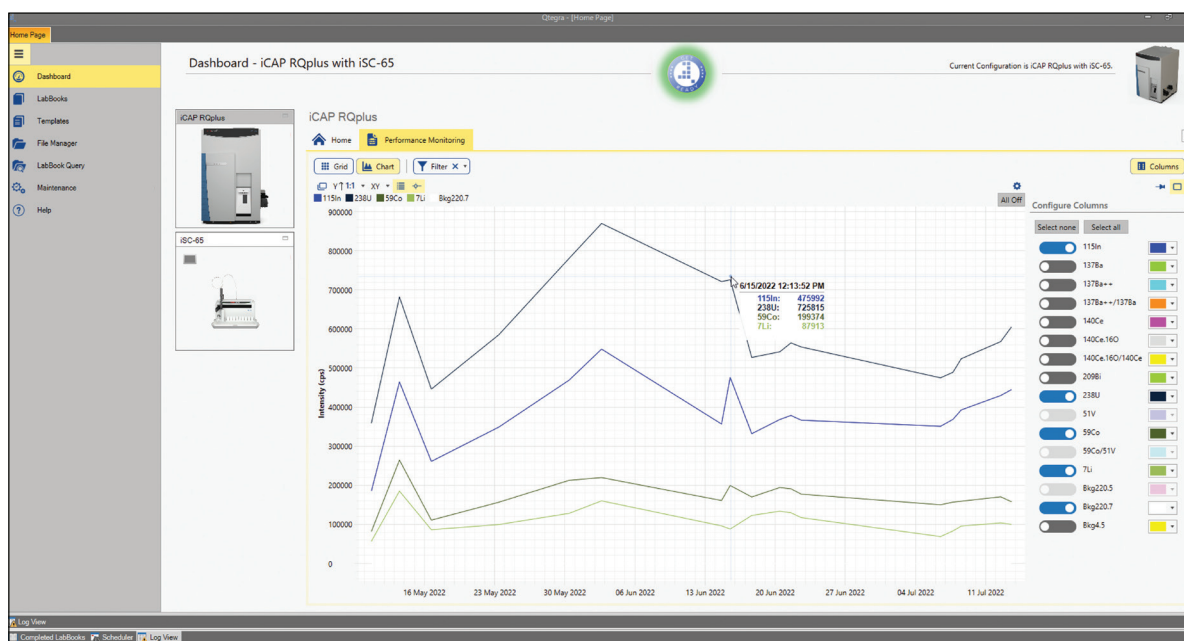 Qtegra - [Home Page]
Home Page
Dashboard
LabBooks
Templates
File Manager
LabBook Query
Maintenance
Help
Dashboard - iCAP RQplus with iSC-65
READY
Current Configuration is iCAP RQplus with iSC-65.
iCAP RQplus
iSC-65
iCAP RQplus
Home
Performance Monitoring
Grid
Chart
Filter
Columns
1:1
XY
115In 238U 59Co 7Li Bkg220.7
All Off
Intensity (cps)
900000
800000
700000
600000
500000
400000
300000
200000
100000
0
6/15/2022 12:13:52 PM
115In: 475992
238U: 725815
59Co: 199374
7Li: 87913
16 May 2022
23 May 2022
30 May 2022
06 Jun 2022
13 Jun 2022
20 Jun 2022
27 Jun 2022
04 Jul 2022
11 Jul 2022
Configure Columns
Select none
Select all
115In
137Ba
137Ba++
137Ba++/137Ba
140Ce
140Ce.16O
140Ce.16O/140Ce
209Bi
238U
51V
59Co
59Co/51V
7Li
Bkg220.5
Bkg220.7
Bkg4.5
Log View
Completed LabBooks
Scheduler
Log View